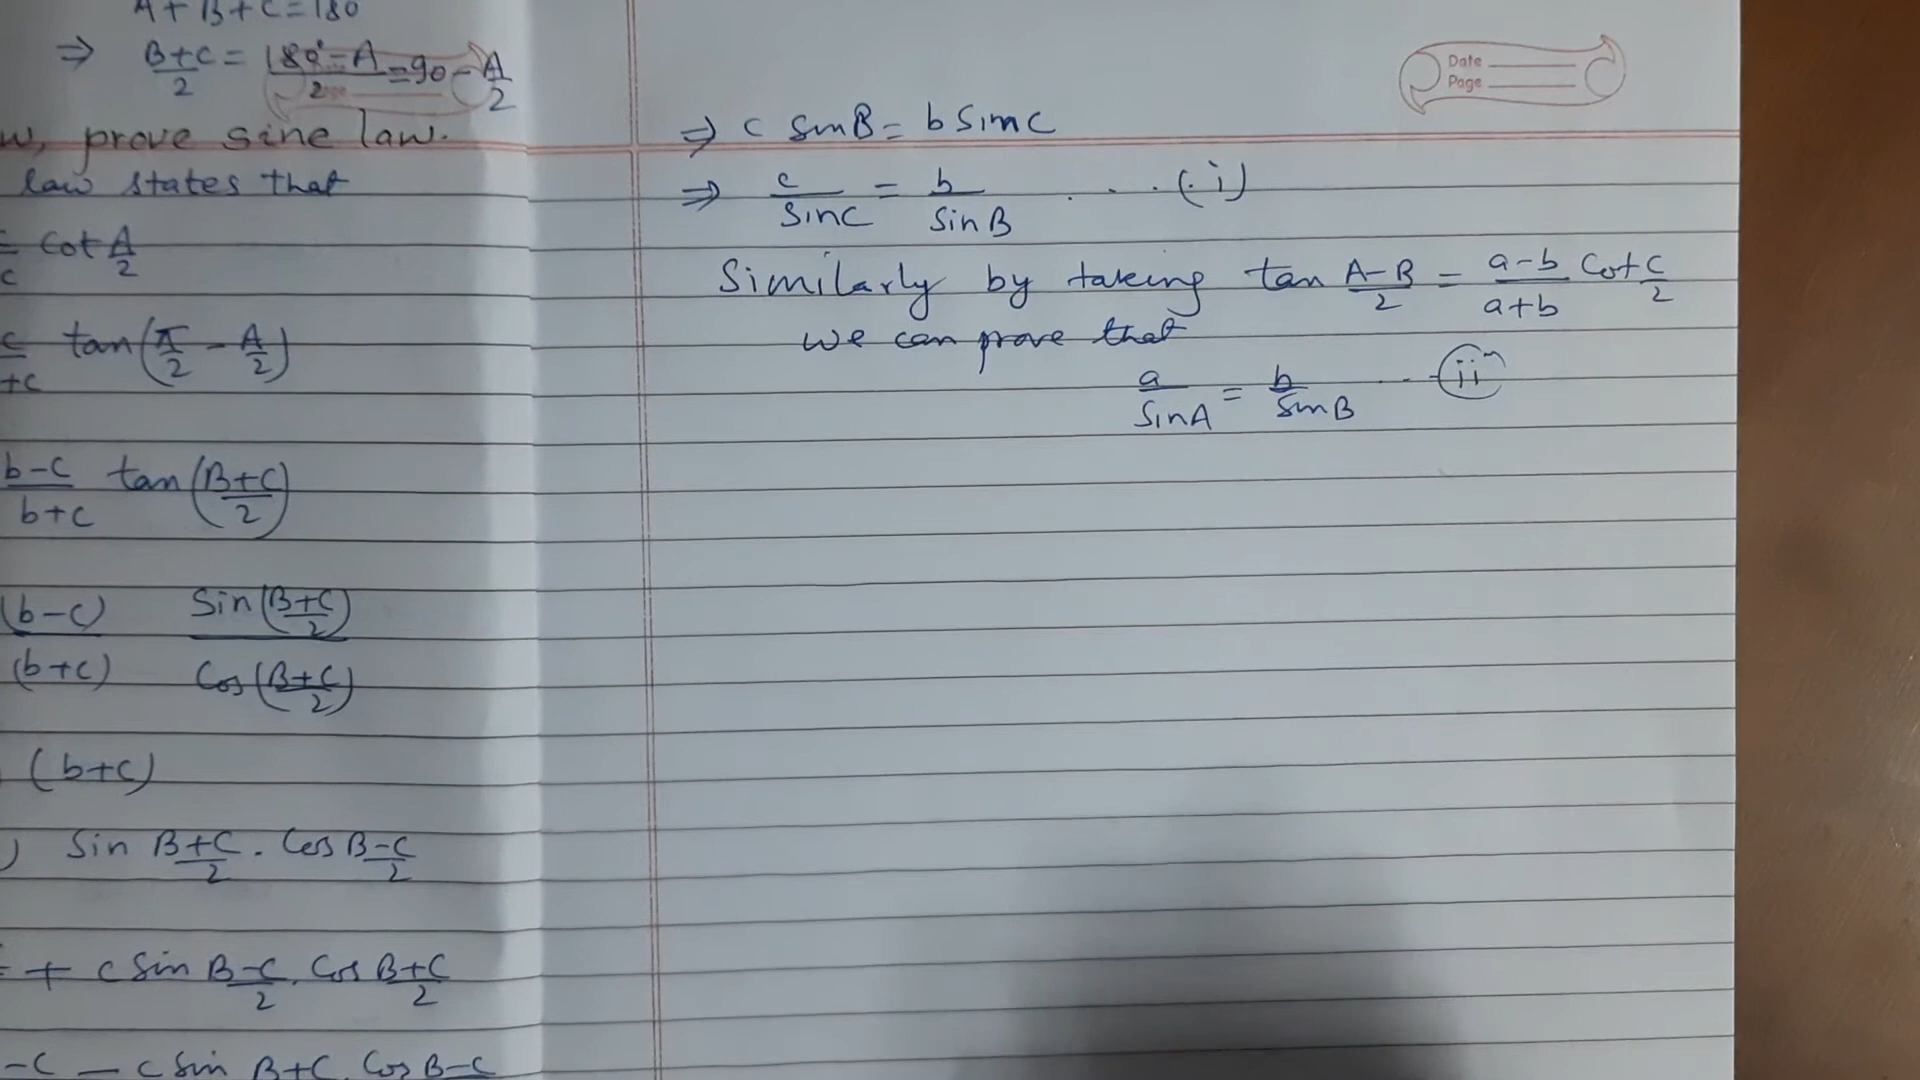 A+B+C=180
⇒ B+C/2 = 180°-A/2 = 90 - A/2
w, prove sine law.
law states that
= cot A/2
c
c/+c tan(π/2 - A/2)
b-c/b+c tan(B+C/2)
(b-c)/(b+c) Sin(B+C/2)/Cos(B+C/2)
(b+c)
) Sin B+C/2 . Cos B-C/2
+ c Sin B-C/2 . Cos B+C/2
-C - c Sin B+C . Cos B-C
Date
Page
⇒ c sinB = b sinc
⇒ c/SinC = b/SinB . . . (i)
Similarly by taking tan A-B/2 = a-b/a+b Cot C/2
we can prove that
a/SinA = b/SinB ... ii